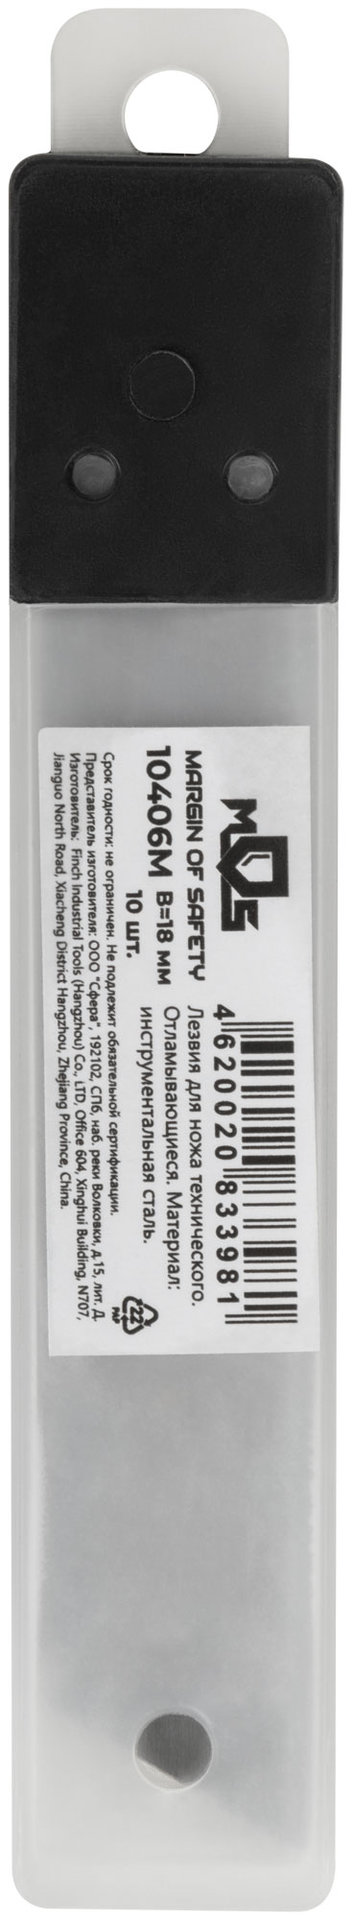 MOS
MARGIN OF SAFETY
10406М В=18 мм
10 шт.
4 620020 833981
Лезвия для ножа технического.
Отламывающиеся. Материал:
инструментальная сталь.
Срок годности: не ограничен. Не подлежит обязательной сертификации.
Представитель изготовителя: ООО "Сфера", 192102, СПб, наб. реки Волковки, д.15, лит. Д.
Изготовитель: Finch Industrial Tools (Hangzhou) Co., LTD, Office 604, Xinghui Building, N707,
Jianguo North Road, Xiacheng District Hangzhou, Zhejiang Province, China.
22
PAP